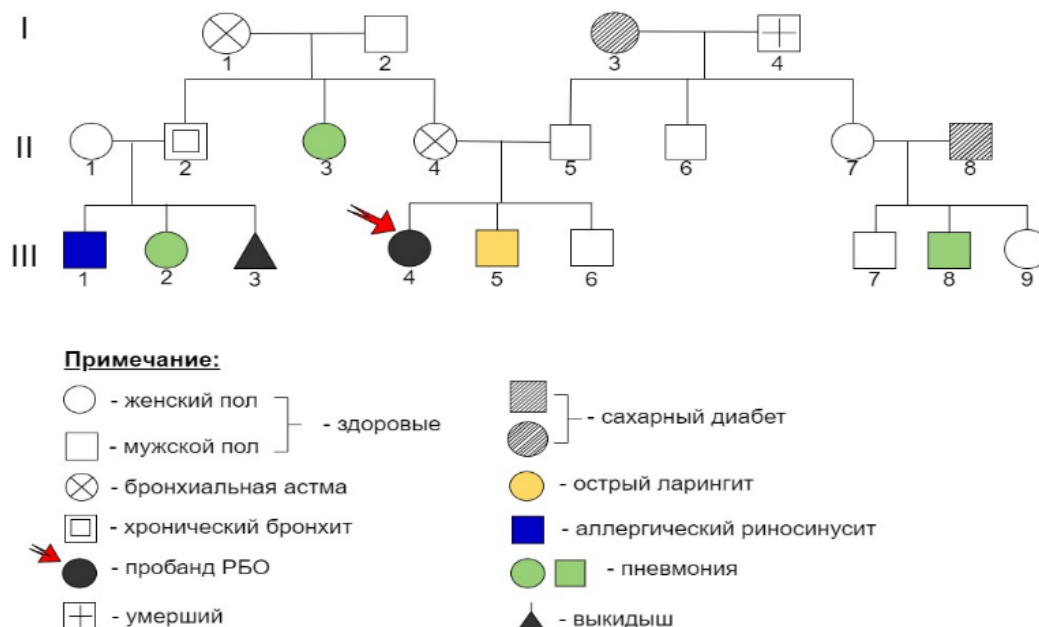 I
1 2 3 4
II
1 2 3 4 5 6 7 8
III
1 2 3 4 5 6 7 8 9
Примечание:
- женский пол
- мужской пол
- здоровые
- бронхиальная астма
- хронический бронхит
- пробанд РБО
- умерший
- сахарный диабет
- острый ларингит
- аллергический риносинусит
- пневмония
- выкидыш